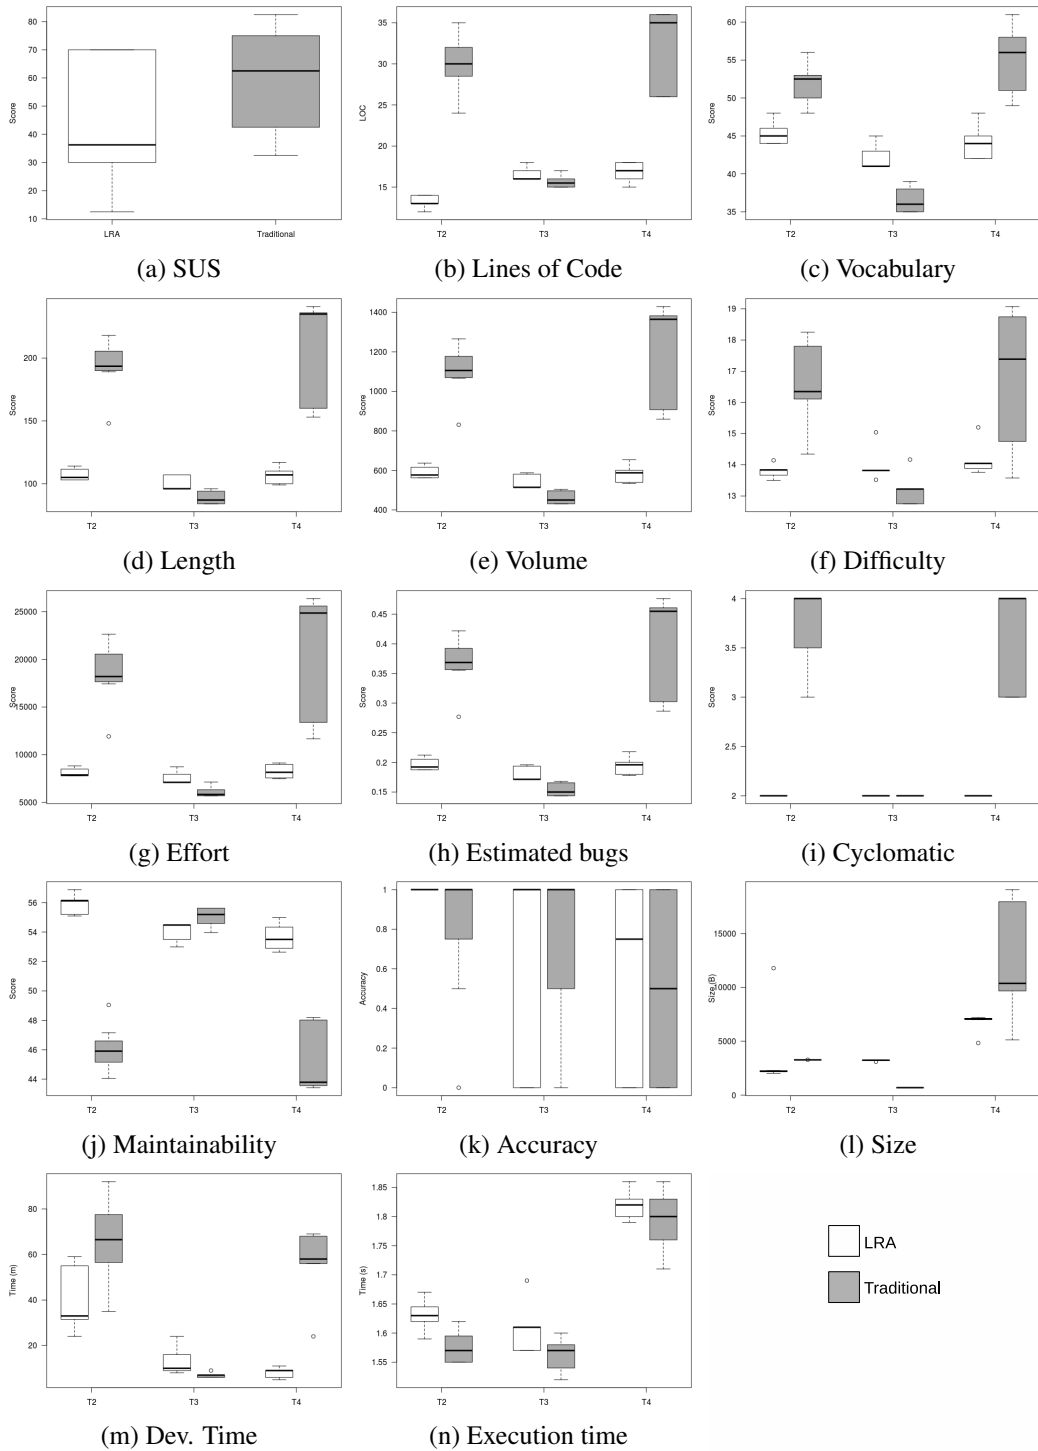 80
70
60
50
40
30
20
10
Score
LRA
Traditional
(a) SUS
35
30
25
20
15
LOC
T2
T3
T4
(b) Lines of Code
60
55
50
45
40
35
Score
T2
T3
T4
(c) Vocabulary
200
150
100
Score
T2
T3
T4
(d) Length
1400
1200
1000
800
600
400
Score
T2
T3
T4
(e) Volume
19
18
17
16
15
14
13
Score
T2
T3
T4
(f) Difficulty
25000
20000
15000
10000
5000
Score
T2
T3
T4
(g) Effort
0.45
0.4
0.35
0.3
0.25
0.2
0.15
Score
T2
T3
T4
(h) Estimated bugs
4
3.5
3
2.5
2
Score
T2
T3
T4
(i) Cyclomatic
56
54
52
50
48
46
44
Score
T2
T3
T4
(j) Maintainability
1
0.8
0.6
0.4
0.2
0
Accuracy
T2
T3
T4
(k) Accuracy
15000
10000
5000
0
Size (B)
T2
T3
T4
(l) Size
80
60
40
20
Time (m)
T2
T3
T4
(m) Dev. Time
1.85
1.8
1.7
1.65
1.6
1.55
Time (s)
T2
T3
T4
(n) Execution time
LRA
Traditional